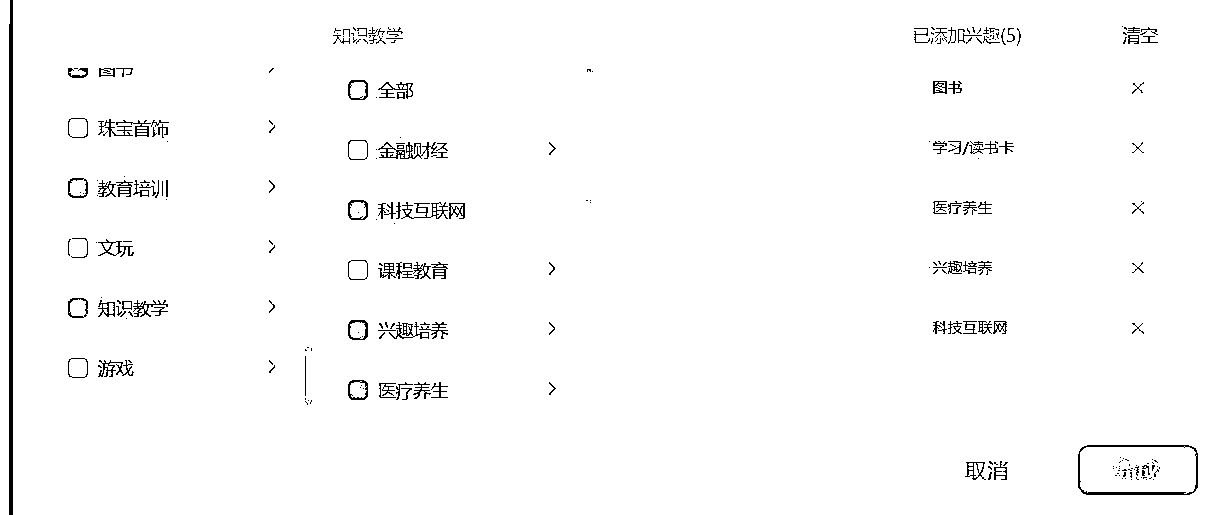 知识教学
已添加兴趣(5)
清空
图书
珠宝首饰
教育培训
文玩
知识教学
游戏
全部
金融财经
科技互联网
课程教育
兴趣培养
医疗养生
图书
学习/读书卡
医疗养生
兴趣培养
科技互联网
取消